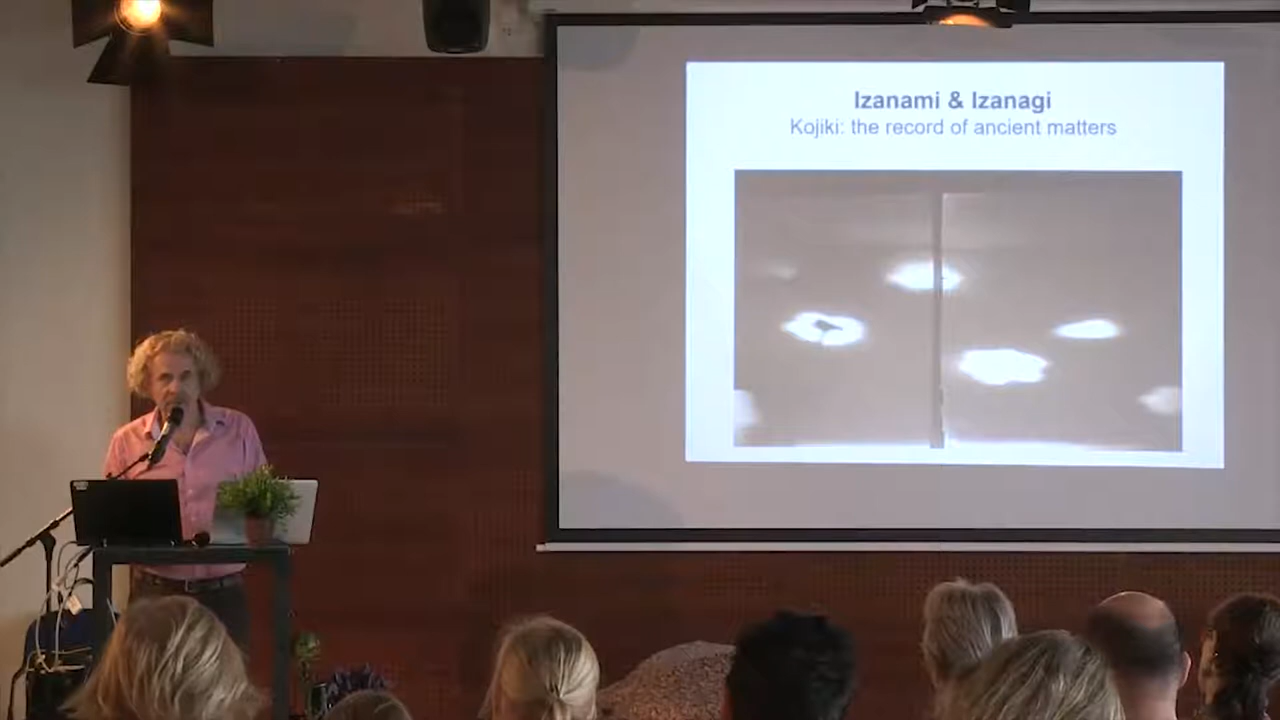 Izanami & Izanagi
Kojiki: the record of ancient matters